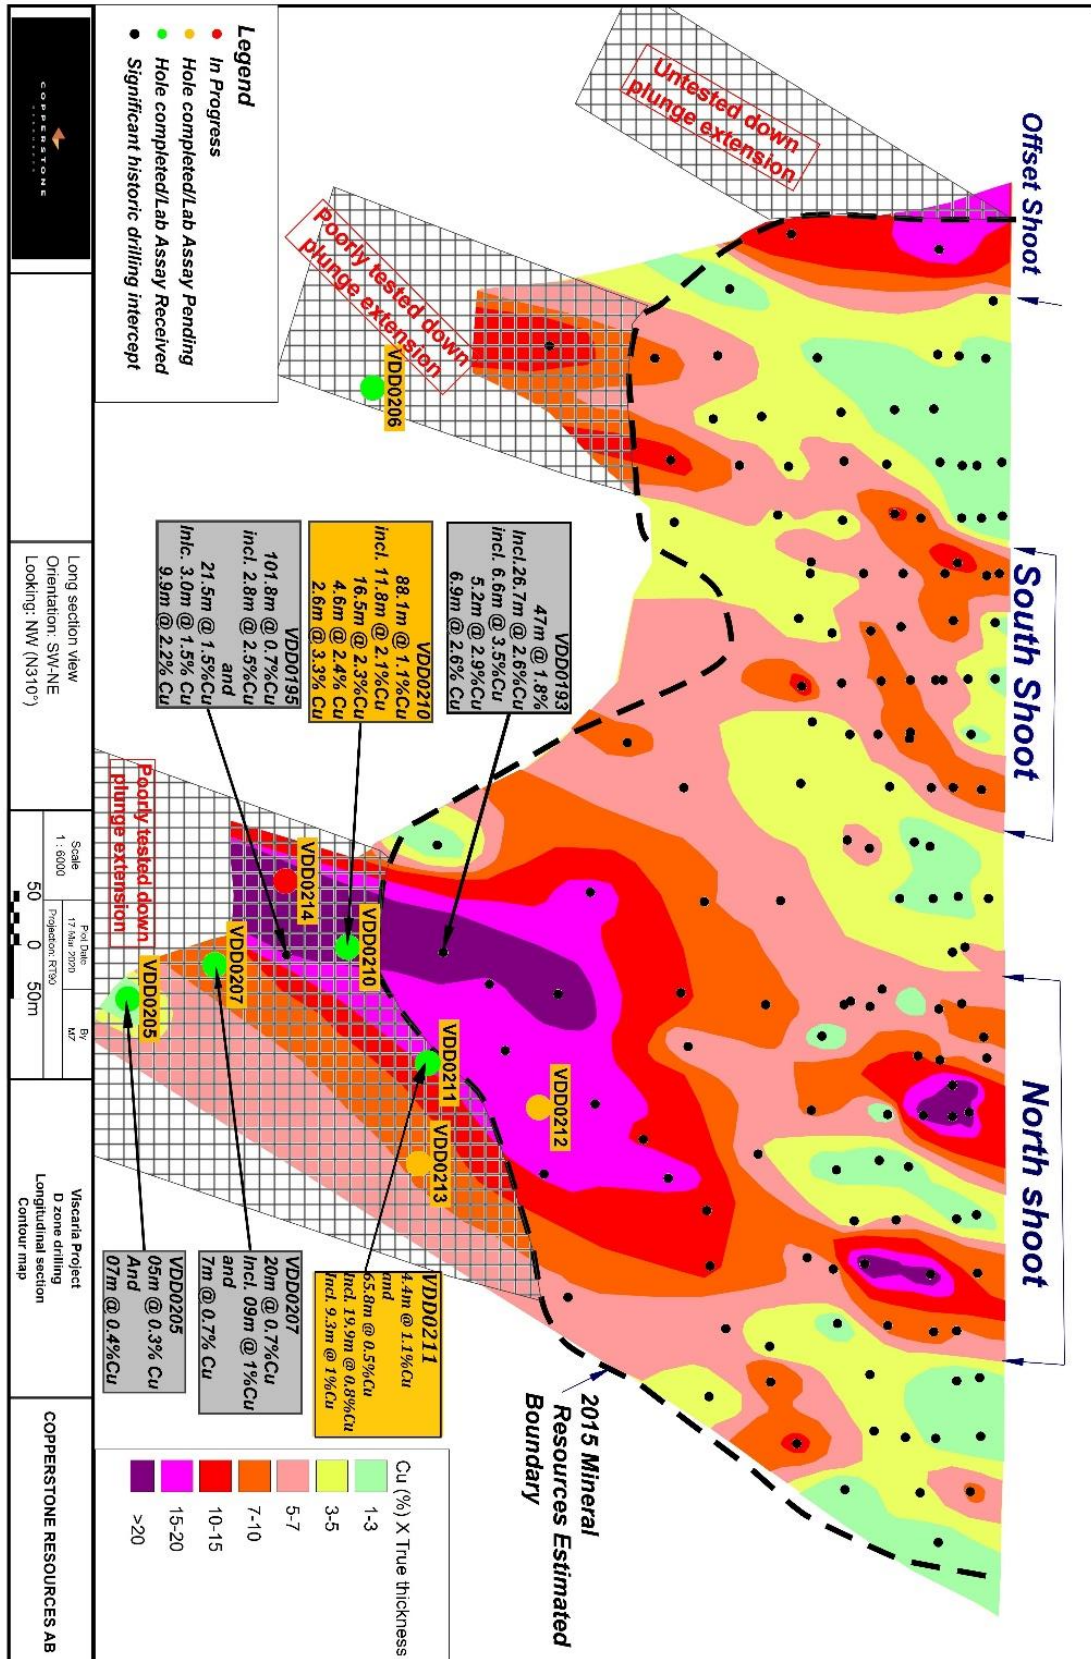 Offset Shoot
South Shoot
North shoot
Untested down
plunge extension
Poorly tested down
plunge extension
VDD0206
VDD0193
47m @ 1.8%
Incl.26.7m @ 2.6%Cu
incl. 6.6m @ 3.5%Cu
5.2m @ 2.9%Cu
6.9m @ 2.6% Cu
VDD0210
88.1m @ 1.1%Cu
incl. 11.8m @ 2.1%Cu
16.5m @ 2.3%Cu
4.6m @ 2.4% Cu
2.6m @ 3.3% Cu
VDD0195
101.8m @ 0.7%Cu
incl. 2.8m @ 2.5%Cu
and
21.5m @ 1.5%Cu
Inlc. 3.0m @ 1.5% Cu
9.9m @ 2.2% Cu
Poorly tested down
plunge extension
VDD0214
VDD0210
VDD0207
VDD0205
VDD0211
VDD0212
VDD0213
VDD0211
4.4m @ 1.1%Cu
and
65.8m @ 0.5%Cu
Incl. 19.9m @ 0.8%Cu
Incl. 9.3m @ 1%Cu
VDD0207
20m @ 0.7%Cu
Incl. 09m @ 1%Cu
and
7m @ 0.7% Cu
VDD0205
05m @ 0.3% Cu
And
07m @ 0.4%Cu
2015 Mineral
Resources Estimated
Boundary
Legend
In Progress
Hole completed/Lab Assay Pending
Hole completed/Lab Assay Received
Significant historic drilling intercept
Cu (%) X True thickness
1-3
3-5
5-7
7-10
10-15
15-20
>20
COPPERSTONE
Long section view
Orientation: SW-NE
Looking: NW (N310°)
Scale
1 : 6000
Plot Date
17 Mar 2020
By
Projection: RT90
50 0 50m
Viscaria Project
D zone drilling
Longitudinal section
Contour map
COPPERSTONE RESOURCES AB